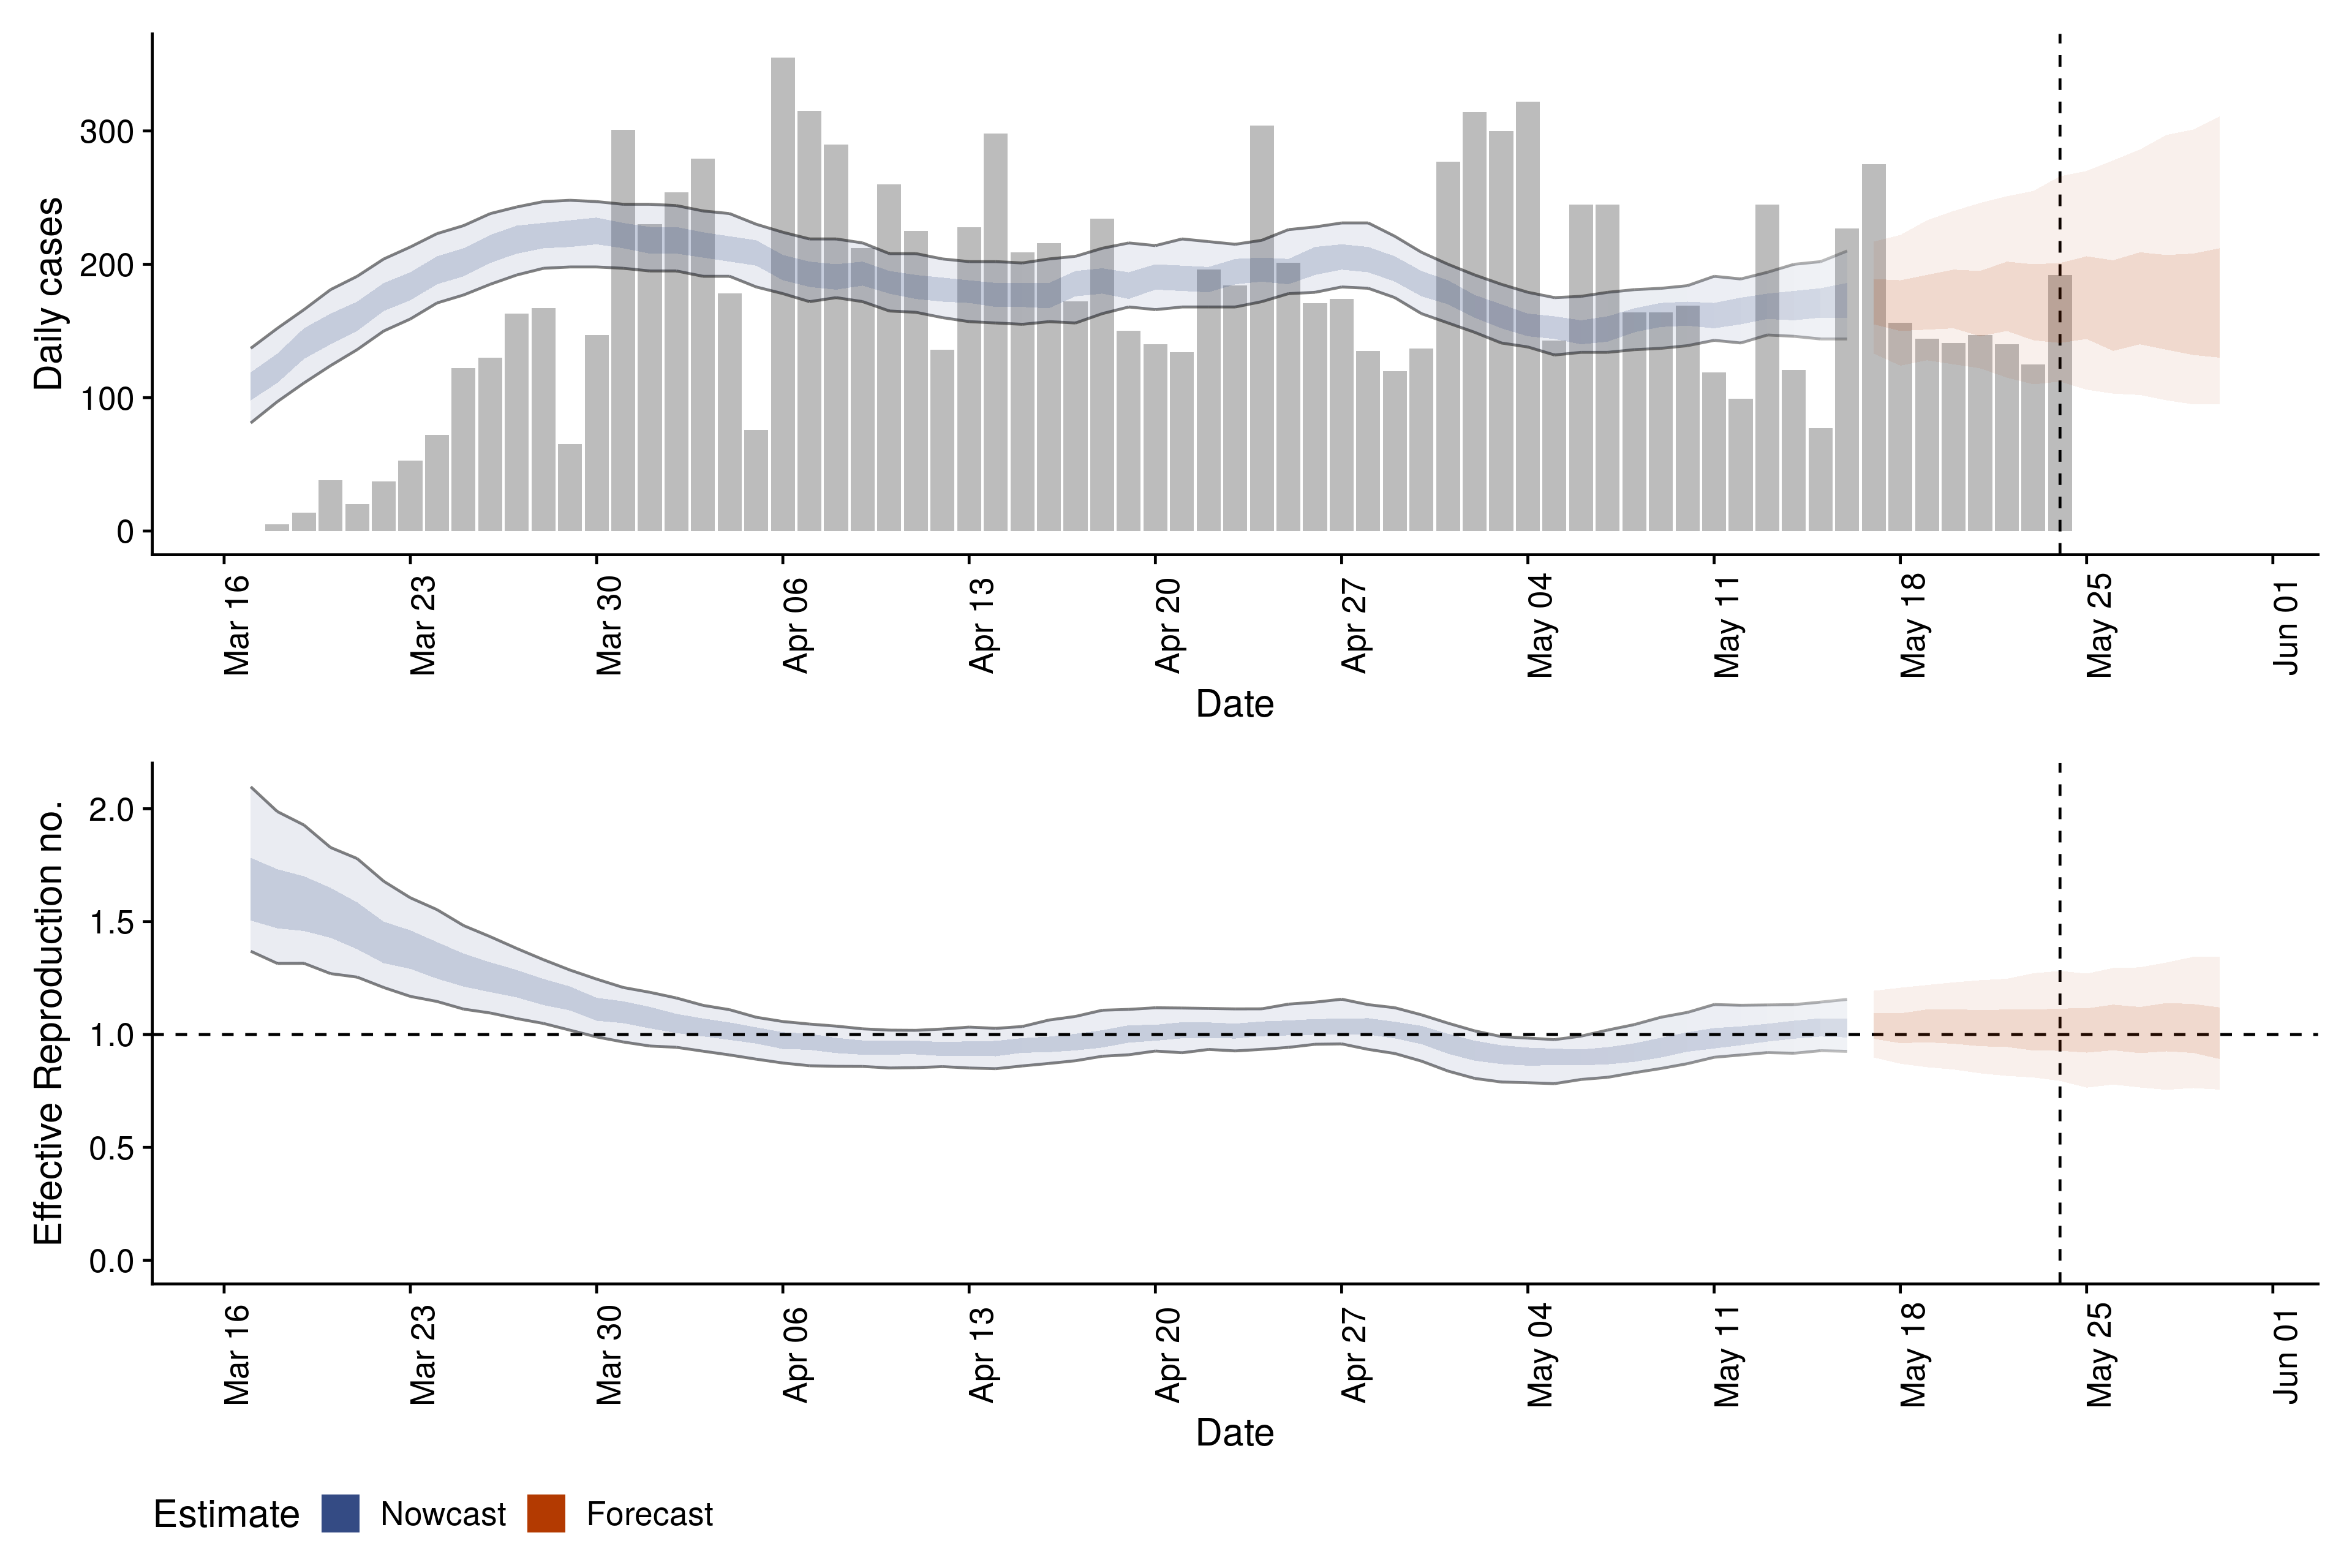 Daily cases
300
200
100
0
Mar 16
Mar 23
Mar 30
Apr 06
Apr 13
Apr 20
Apr 27
May 04
May 11
May 18
May 25
Jun 01
Date
Effective Reproduction no.
2.0
1.5
1.0
0.5
0.0
Mar 16
Mar 23
Mar 30
Apr 06
Apr 13
Apr 20
Apr 27
May 04
May 11
May 18
May 25
Jun 01
Date
Estimate Nowcast Forecast